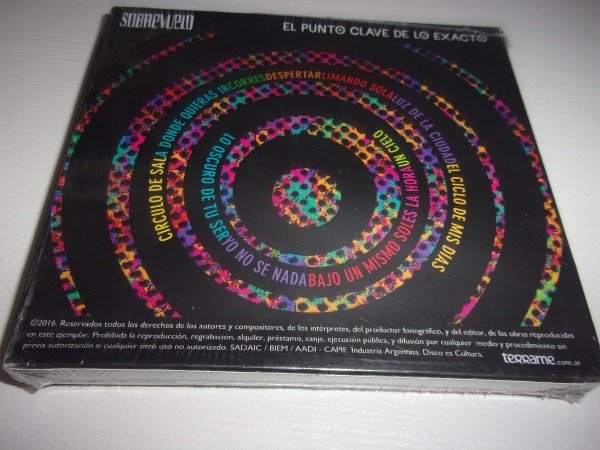 SOBREVUELO
EL PUNTO CLAVE DE LO EXACTO
CIRCULO DE SAL A DONDE QUIERAS IR CORRES DESPERTAR LIMANDO SOLA LUZ DE LA CIUDAD EL CICLO DE MIS DIAS
LO OSCURO DE TU SER YO NO SE NADA BAJO UN MISMO SOL ES LA HORA UN CIELO
©2016. Reservados todos los derechos de los autores y compositores, de los intérpretes, del productor fonográfico, y del editor, de las obras reproducidas
en este ejemplar. Prohibida la reproducción, regrabación, alquiler, préstamo, canje, ejecución pública, y difusión por cualquier medio y procedimiento sin
previa autorización o cualquier otro uso no autorizado. SADAIC / BIEM / AADI - CAPIF. Industria Argentina. Disco es Cultura.
terrame.com.ar